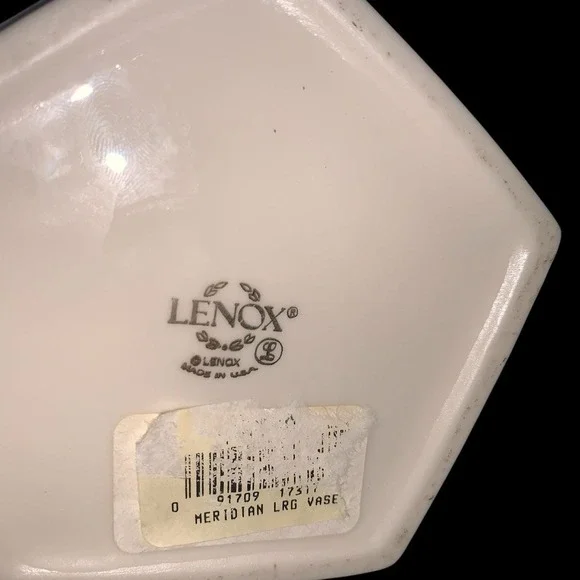 LENOX®
© LENOX
MADE IN U.S.A.
0 91709 1731
MERIDIAN LRG VASE